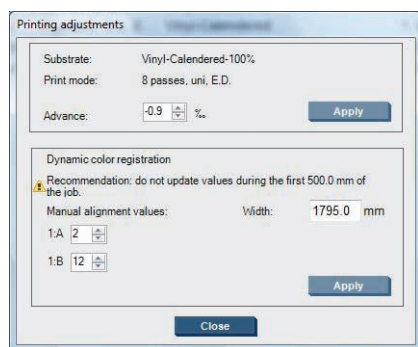 Printing adjustments
Substrate: Vinyl-Calendered-100%
Print mode: 8 passes, uni, E.D.
Advance: -0.9 ‰ Apply
Dynamic color registration
Recommendation: do not update values during the first 500.0 mm of
the job.
Manual alignment values: Width: 1795.0 mm
1:A 2
1:B 12
Apply
Close